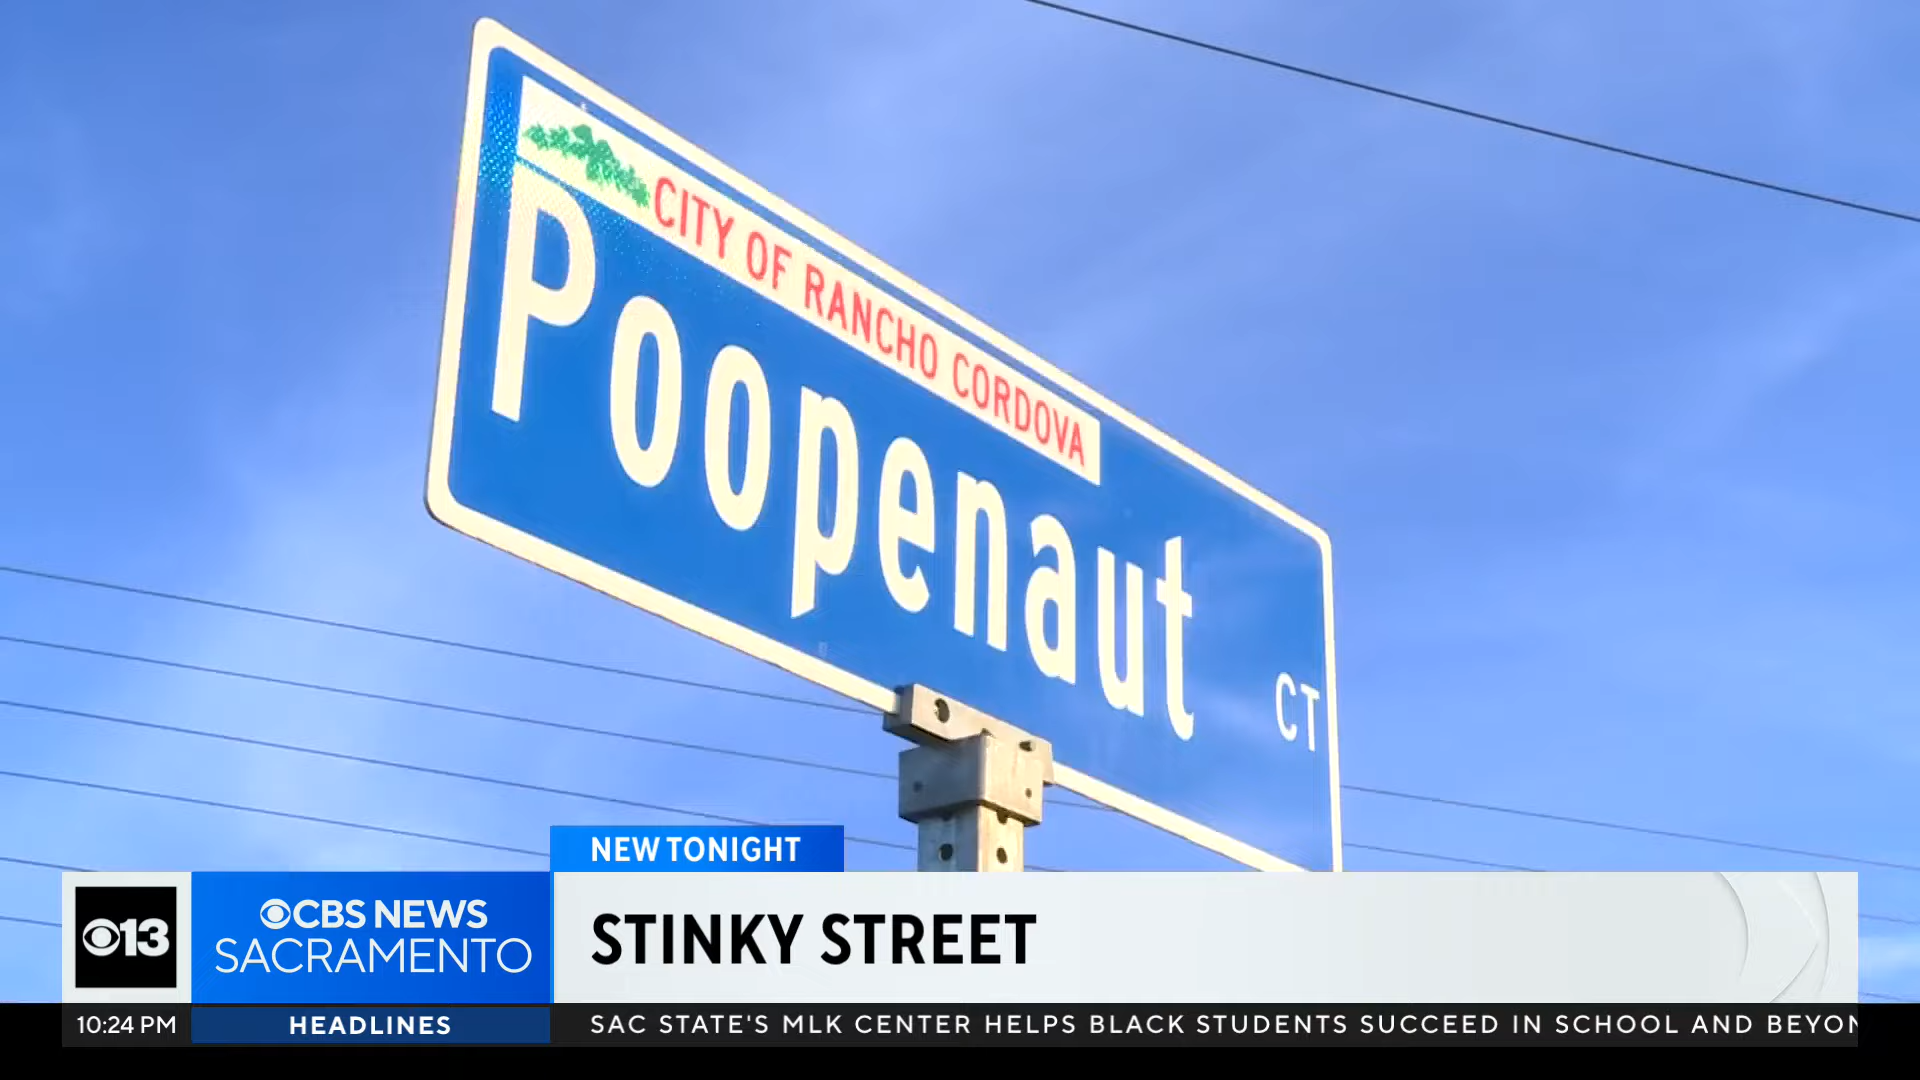 CITY OF RANCHO CORDOVA
Poopenaut CT
NEW TONIGHT
13
CBS NEWS
SACRAMENTO
STINKY STREET
10:24 PM
HEADLINES
SAC STATE'S MLK CENTER HELPS BLACK STUDENTS SUCCEED IN SCHOOL AND BEYON